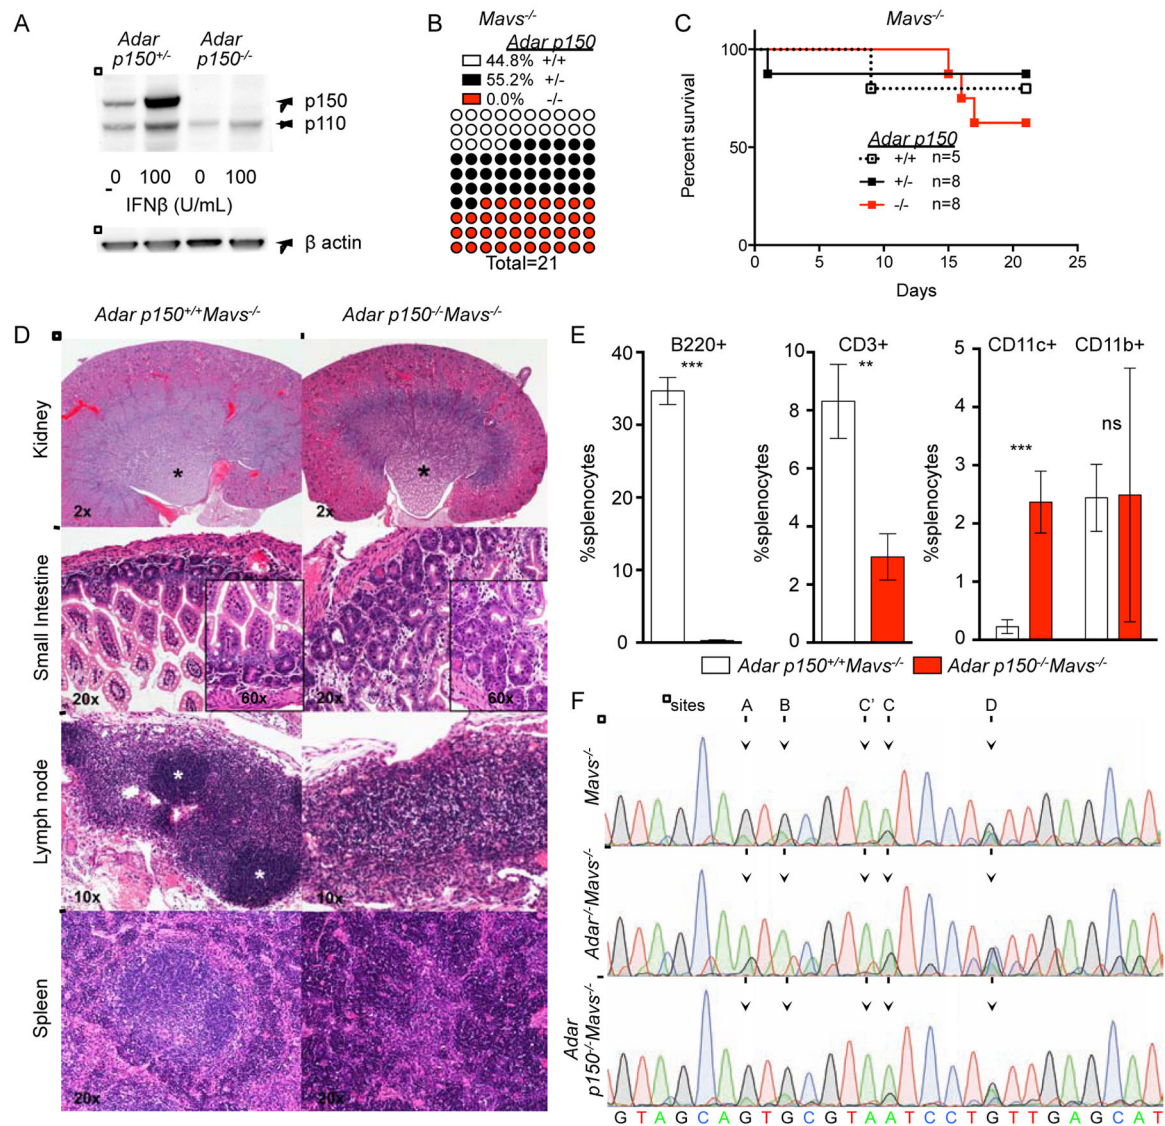 A
Adar
p150+/-
Adar
p150-/-
p150
p110
0 100 0 100
IFNβ (U/mL)
β actin
B
Mavs-/-
Adar p150
44.8% +/+
55.2% +/-
0.0% -/-
Total=21
C
Mavs-/-
Percent survival
100
50
0
0 5 10 15 20 25
Days
Adar p150
+/+ n=5
+/- n=8
-/- n=8
D
Adar p150+/+Mavs-/-
Adar p150-/-Mavs-/-
Kidney
*
2x
*
2x
Small Intestine
20x
60x
20x
60x
Lymph node
*
*
10x
10x
Spleen
20x
20x
E
B220+
***
%splenocytes
40
30
20
10
0
CD3+
**
%splenocytes
10
8
6
4
2
0
CD11c+ CD11b+
***
ns
%splenocytes
5
4
3
2
1
0
Adar p150+/+Mavs-/-
Adar p150-/-Mavs-/-
F
sites A B C' C D
Mavs-/-
Adar-/-Mavs-/-
Adar
p150-/-Mavs-/-
G T A G C A G T G C G T A A T C C T G T T G A G C A T